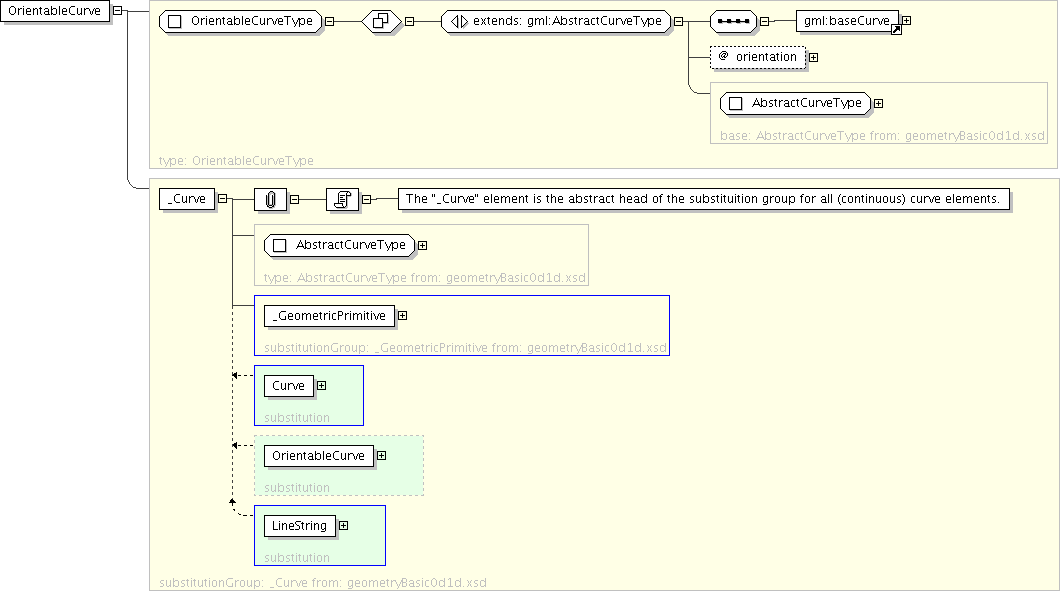 OrientableCurve
OrientableCurveType
extends: gml:AbstractCurveType
gml:baseCurve
@ orientation
AbstractCurveType
base: AbstractCurveType from: geometryBasic0d1d.xsd
type: OrientableCurveType
_Curve
The "_Curve" element is the abstract head of the substituition group for all (continuous) curve elements.
AbstractCurveType
type: AbstractCurveType from: geometryBasic0d1d.xsd
_GeometricPrimitive
substitutionGroup: _GeometricPrimitive from: geometryBasic0d1d.xsd
Curve
substitution
OrientableCurve
substitution
LineString
substitution
substitutionGroup: _Curve from: geometryBasic0d1d.xsd